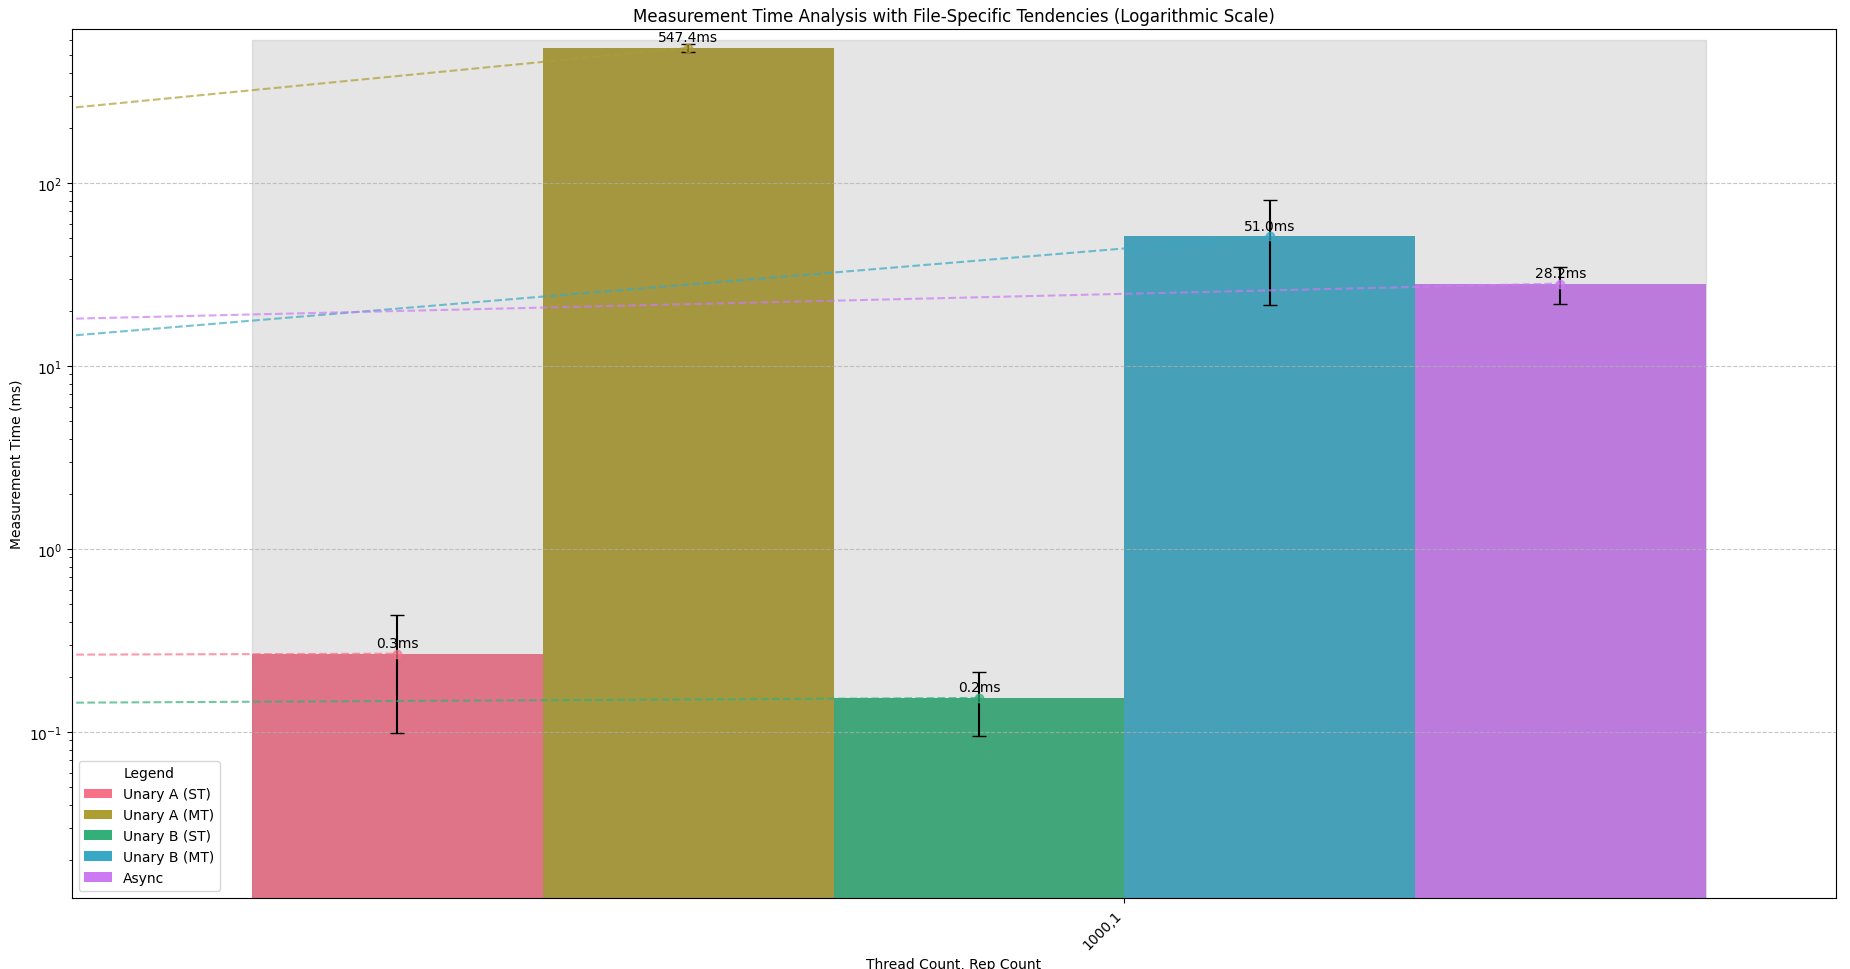 Measurement Time Analysis with File-Specific Tendencies (Logarithmic Scale)
547.4ms
10²
51.0ms
28.2ms
10¹
Measurement Time (ms)
10⁰
0.3ms
0.2ms
10⁻¹
Legend
Unary A (ST)
Unary A (MT)
Unary B (ST)
Unary B (MT)
Async
1000,1
Thread Count, Rep Count